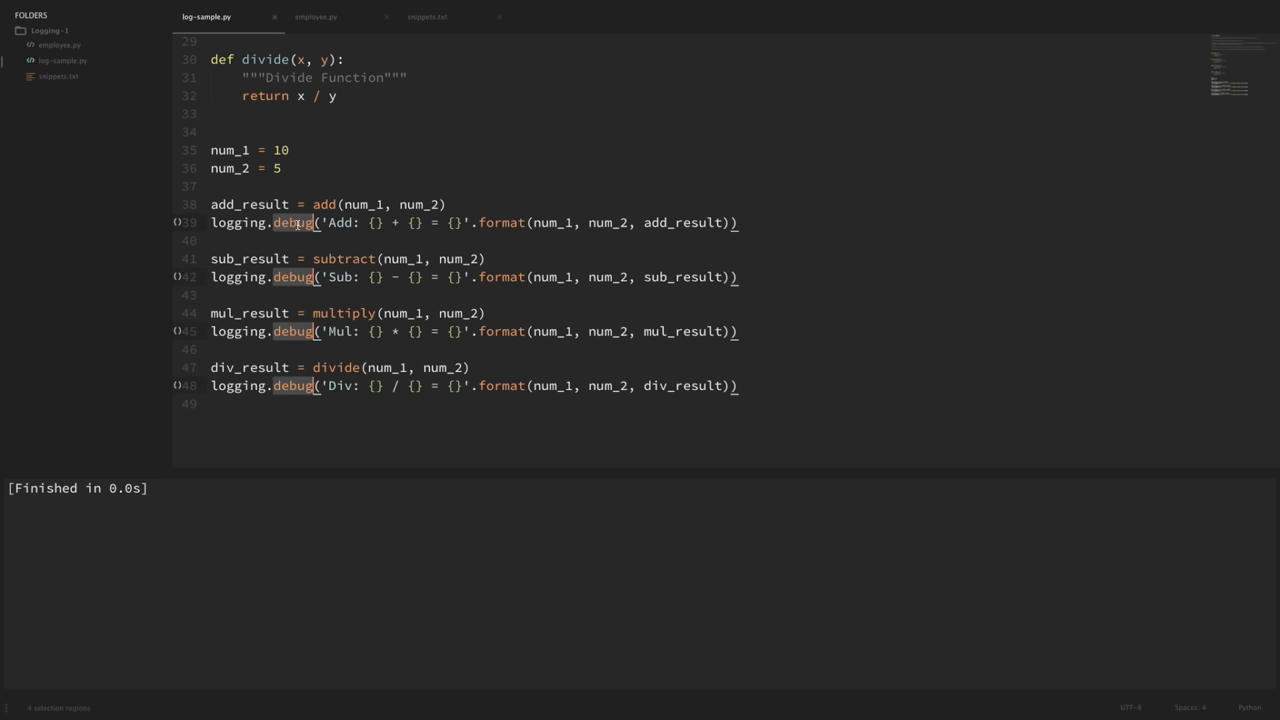 FOLDERS
Logging-1
employee.py
log-sample.py
snippets.txt
log-sample.py × employee.py × snippets.txt ×
29
30 def divide(x, y):
31     """Divide Function"""
32     return x / y
33
34
35 num_1 = 10
36 num_2 = 5
37
38 add_result = add(num_1, num_2)
39 logging.debug('Add: {} + {} = {}'.format(num_1, num_2, add_result))
40
41 sub_result = subtract(num_1, num_2)
42 logging.debug('Sub: {} - {} = {}'.format(num_1, num_2, sub_result))
43
44 mul_result = multiply(num_1, num_2)
45 logging.debug('Mul: {} * {} = {}'.format(num_1, num_2, mul_result))
46
47 div_result = divide(num_1, num_2)
48 logging.debug('Div: {} / {} = {}'.format(num_1, num_2, div_result))
49
[Finished in 0.0s]
4 selection regions UTF-8 Spaces: 4 Python